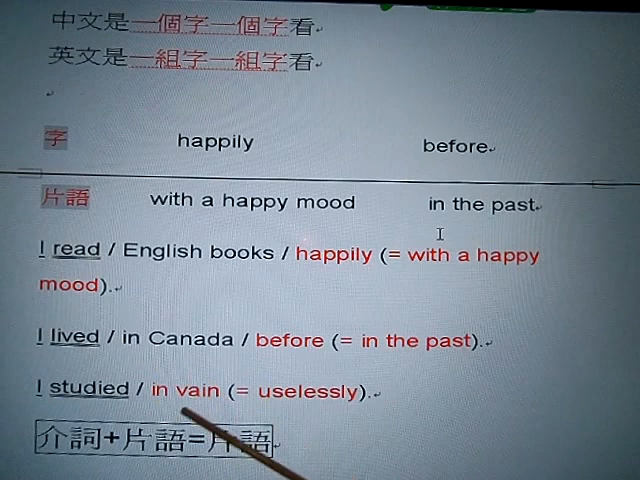 中文是一個字一個字看
英文是一組字一組字看
字 happily before
片語 with a happy mood in the past
I read / English books / happily (= with a happy
mood).
I lived / in Canada / before (= in the past).
I studied / in vain (= uselessly).
介詞+片語=片語